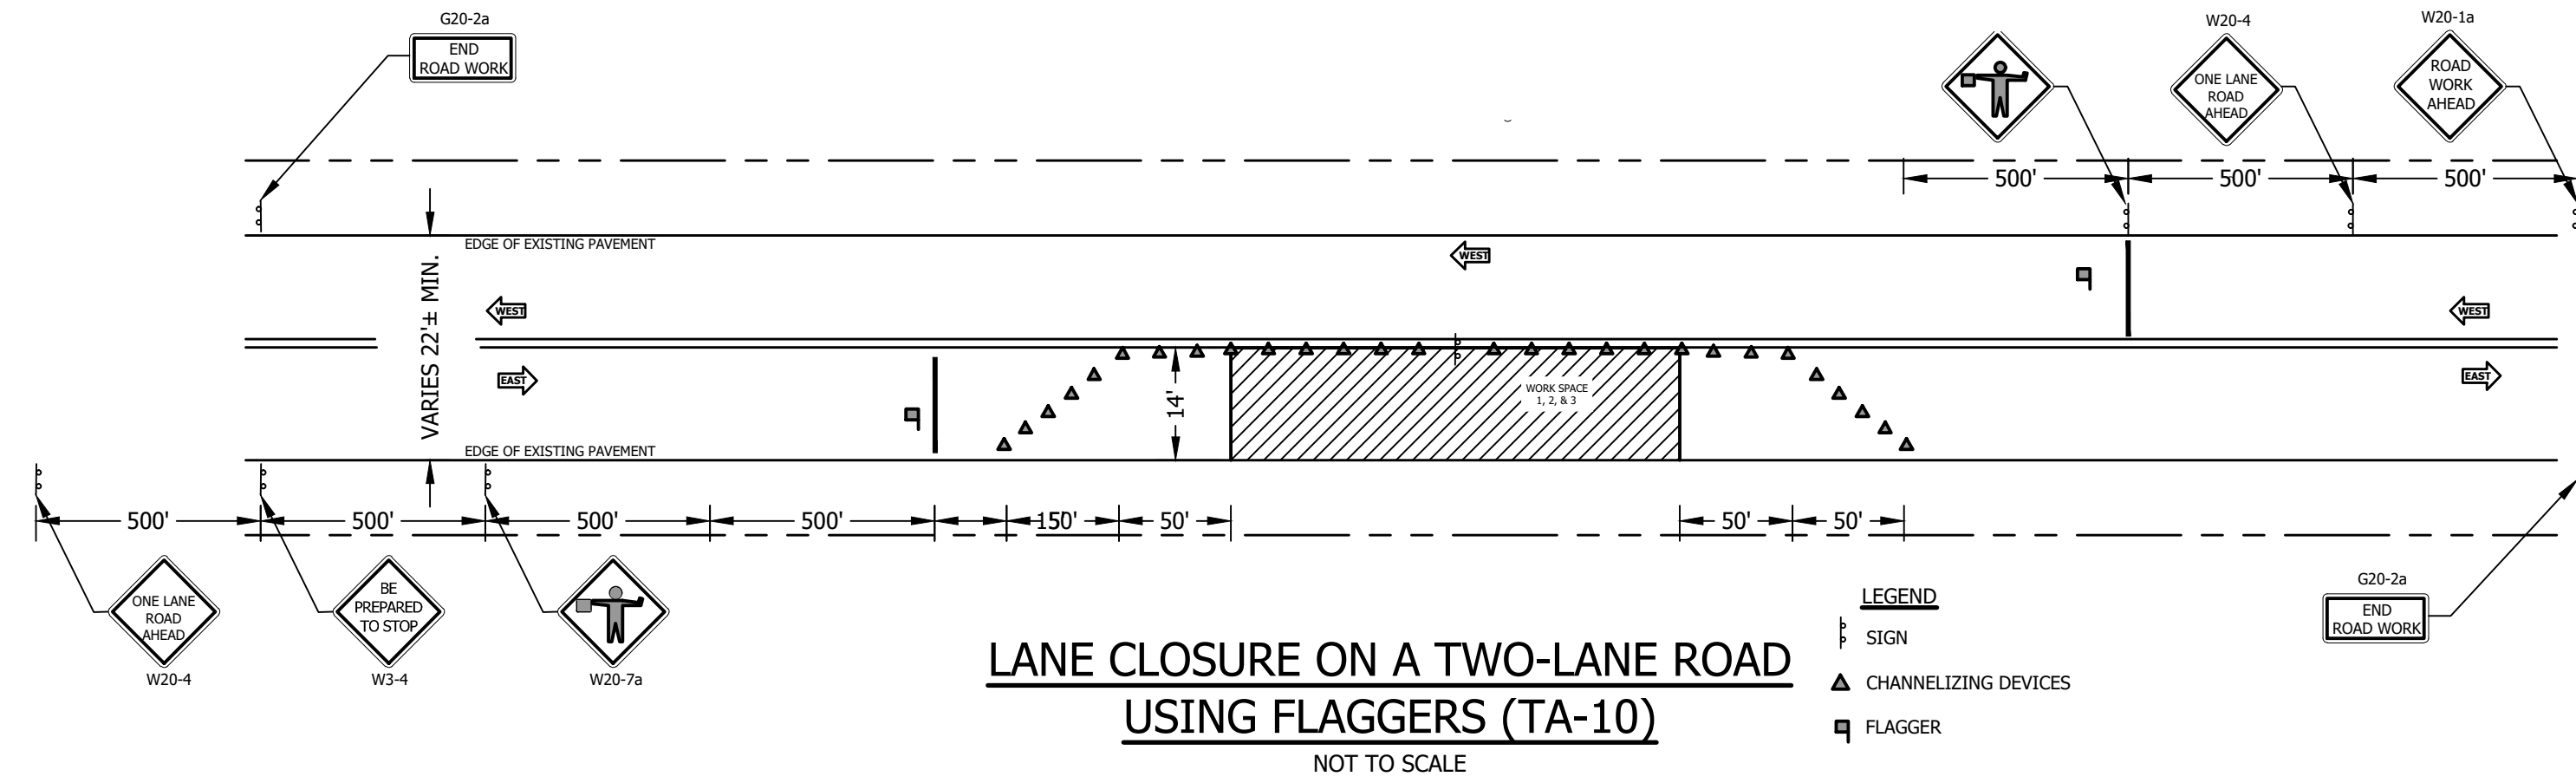 G20-2a
END
ROAD WORK
W20-4
ONE LANE
ROAD
AHEAD
W20-1a
ROAD
WORK
AHEAD
500'
500'
500'
EDGE OF EXISTING PAVEMENT
WEST
WEST
WEST
VARIES 22'± MIN.
EAST
EAST
14'
WORK SPACE
1, 2, & 3
EDGE OF EXISTING PAVEMENT
500'
500'
500'
500'
50'
50'
50'
ONE LANE
ROAD
AHEAD
W20-4
BE
PREPARED
TO STOP
W3-4
W20-7a
G20-2a
END
ROAD WORK
LANE CLOSURE ON A TWO-LANE ROAD
USING FLAGGERS (TA-10)
NOT TO SCALE
LEGEND
SIGN
CHANNELIZING DEVICES
FLAGGER